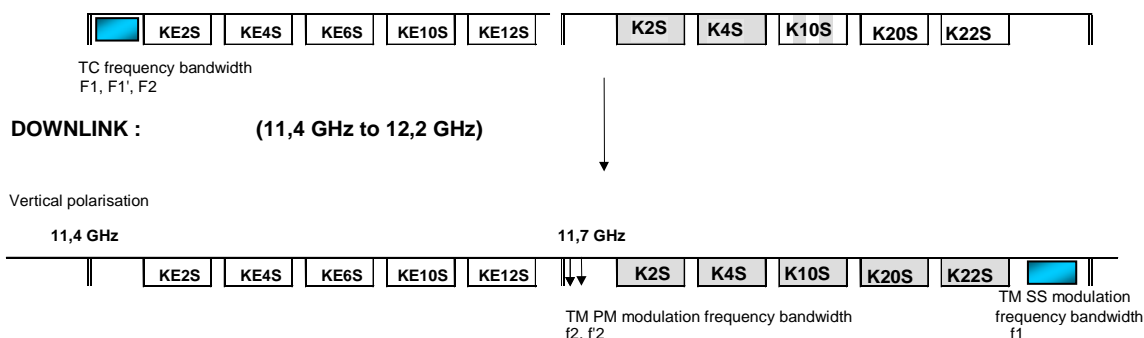 KE2S KE4S KE6S KE10S KE12S K2S K4S K10S K20S K22S
TC frequency bandwidth
F1, F1', F2
DOWNLINK : (11,4 GHz to 12,2 GHz)
Vertical polarisation
11,4 GHz 11,7 GHz
KE2S KE4S KE6S KE10S KE12S K2S K4S K10S K20S K22S
TM PM modulation frequency bandwidth
f2, f'2
TM SS modulation
frequency bandwidth
f1